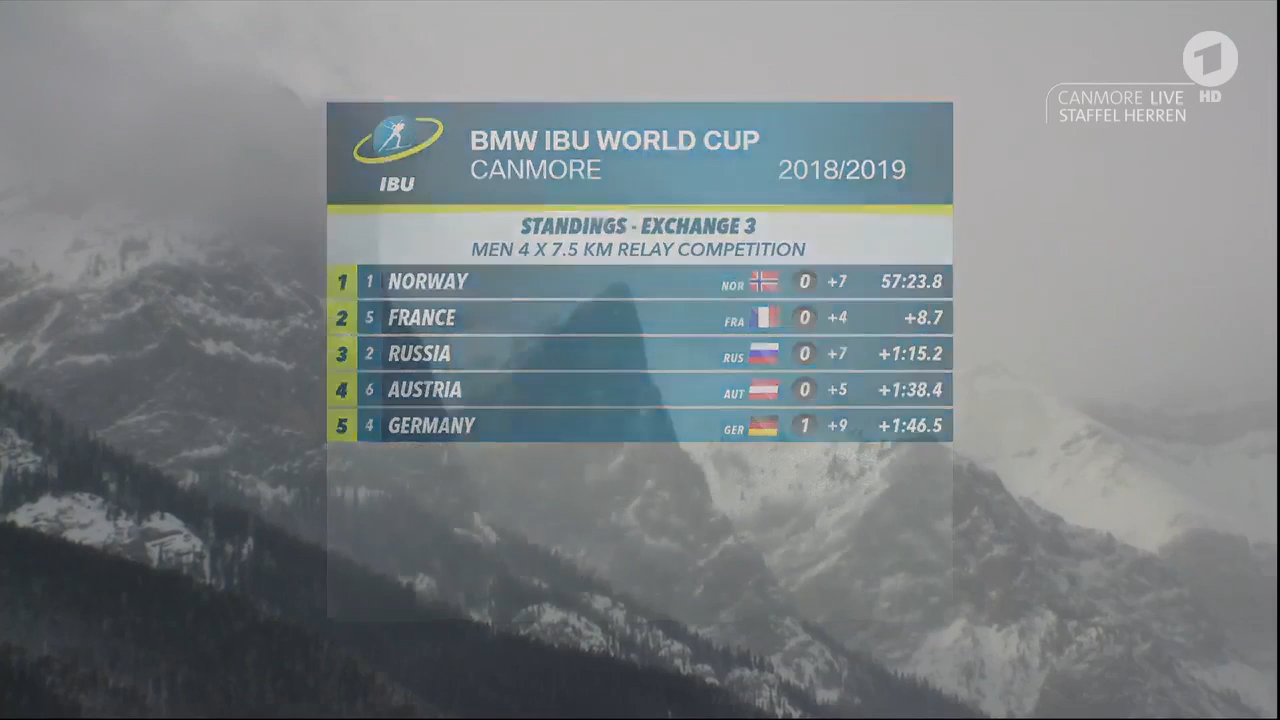 1
HD
CANMORE LIVE
STAFFEL HERREN
IBU
BMW IBU WORLD CUP
CANMORE 2018/2019
STANDINGS - EXCHANGE 3
MEN 4 X 7.5 KM RELAY COMPETITION
1 1 NORWAY NOR 0 +7 57:23.8
2 5 FRANCE FRA 0 +4 +8.7
3 2 RUSSIA RUS 0 +7 +1:15.2
4 6 AUSTRIA AUT 0 +5 +1:38.4
5 4 GERMANY GER 1 +9 +1:46.5